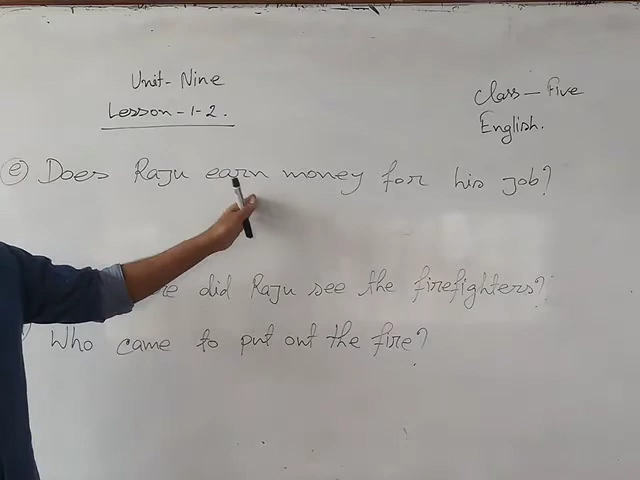 Unit- Nine
Lesson-1-2.
Class- Five
English.
e Does Raju earn money for his job?
did Raju see the firefighters?
Who came to put out the fire?